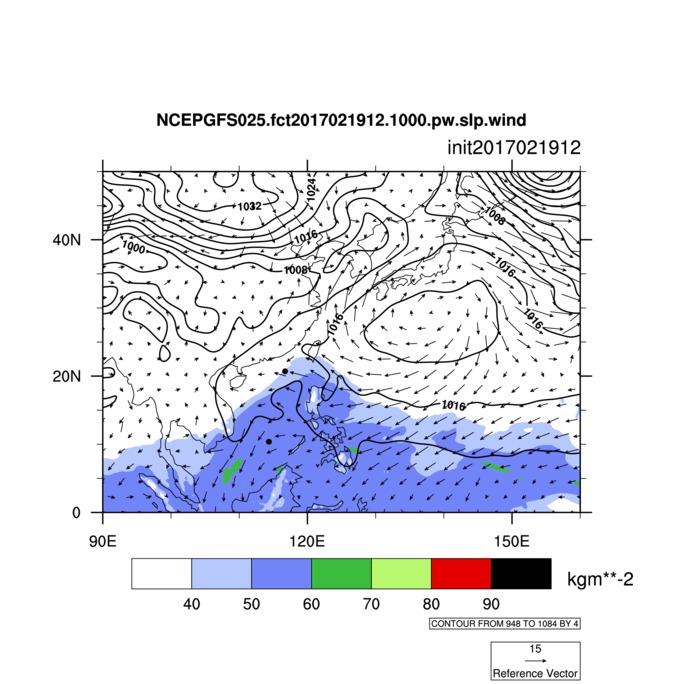 NCEPGFS025.fct2017021912.1000.pw.slp.wind
init2017021912
1032
1024
1016
1008
40N
1000
1008
1016
1016
1016
20N
1016
0
90E 120E 150E
kgm**-2
40 50 60 70 80 90
CONTOUR FROM 948 TO 1084 BY 4
15
Reference Vector